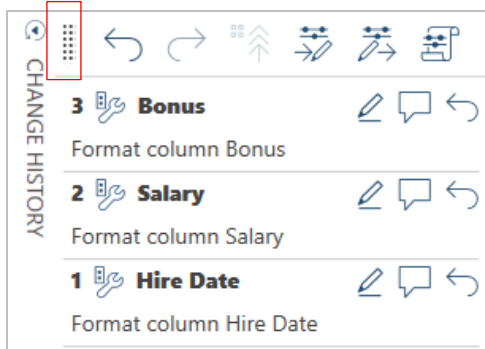 CHANGE HISTORY
3 Bonus
Format column Bonus
2 Salary
Format column Salary
1 Hire Date
Format column Hire Date